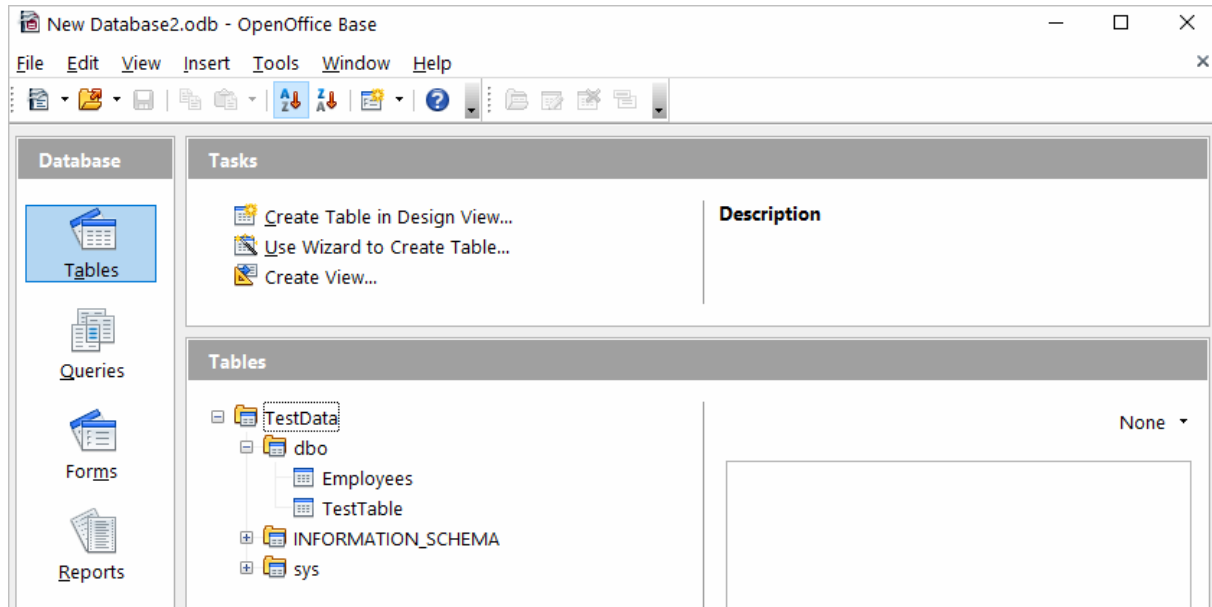 New Database2.odb - OpenOffice Base
File Edit View Insert Tools Window Help
Database
Tasks
Tables
Create Table in Design View...
Use Wizard to Create Table...
Create View...
Description
Queries
Forms
Reports
Tables
TestData
dbo
Employees
TestTable
INFORMATION_SCHEMA
sys
None